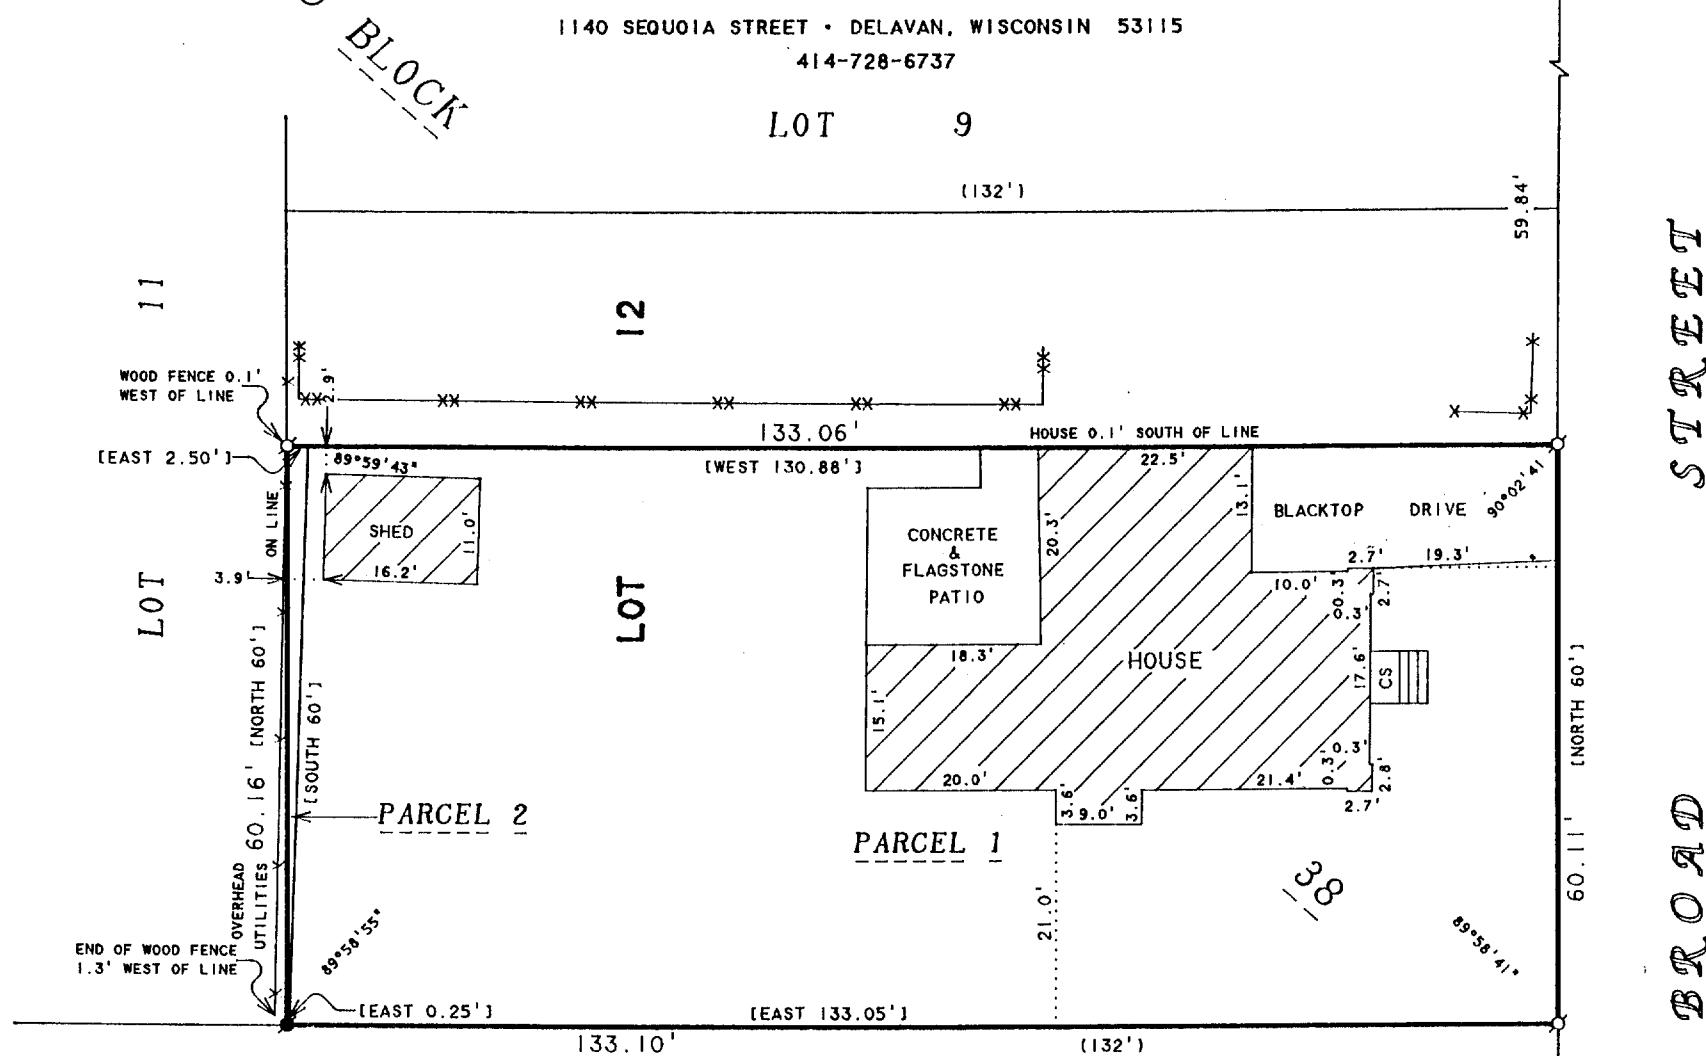 1140 SEQUOIA STREET • DELAVAN, WISCONSIN 53115
414-728-6737
BLOCK
LOT 9
(132')
59.84'
STREET
11
12
WOOD FENCE 0.1'
WEST OF LINE
2.9'
133.06'
HOUSE 0.1' SOUTH OF LINE
[EAST 2.50']
89°59'43"
[WEST 130.88']
22.5'
90°02'41
ON LINE
SHED
11.0'
16.2'
3.9'
CONCRETE
&
FLAGSTONE
PATIO
20.3'
13.1'
BLACKTOP DRIVE
2.7'
19.3'
10.0'
0.3'
2.7'
0.3'
LOT
LOT
18.3'
HOUSE
17.6'
CS
15.1'
[NORTH 60']
[SOUTH 60']
[NORTH 60']
20.0'
21.4'
0.3'
0.3'
2.8'
2.7'
3.6'
9.0'
3.6'
60.16'
PARCEL 2
PARCEL 1
38
60.11'
BROAD
OVERHEAD
UTILITIES
21.0'
89°58'55"
89°58'41"
END OF WOOD FENCE
1.3' WEST OF LINE
[EAST 0.25']
[EAST 133.05']
133.10'
(132')